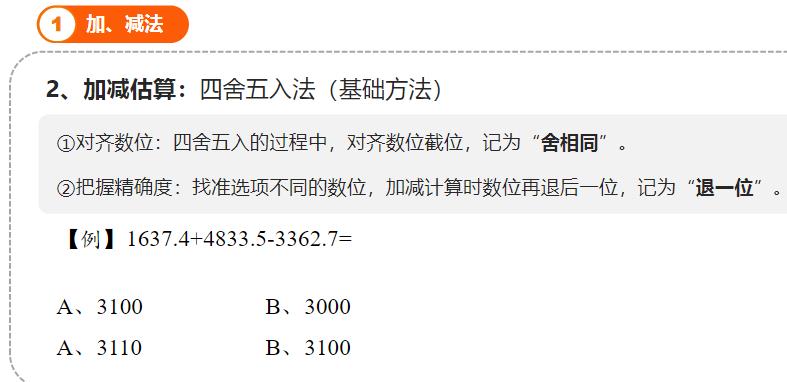 1 加、减法
2、加减估算：四舍五入法（基础方法）
①对齐数位：四舍五入的过程中，对齐数位截位，记为“舍相同”。
②把握精确度：找准选项不同的数位，加减计算时数位再退后一位，记为“退一位”。
【例】1637.4+4833.5-3362.7=
A、3100 B、3000
A、3110 B、3100